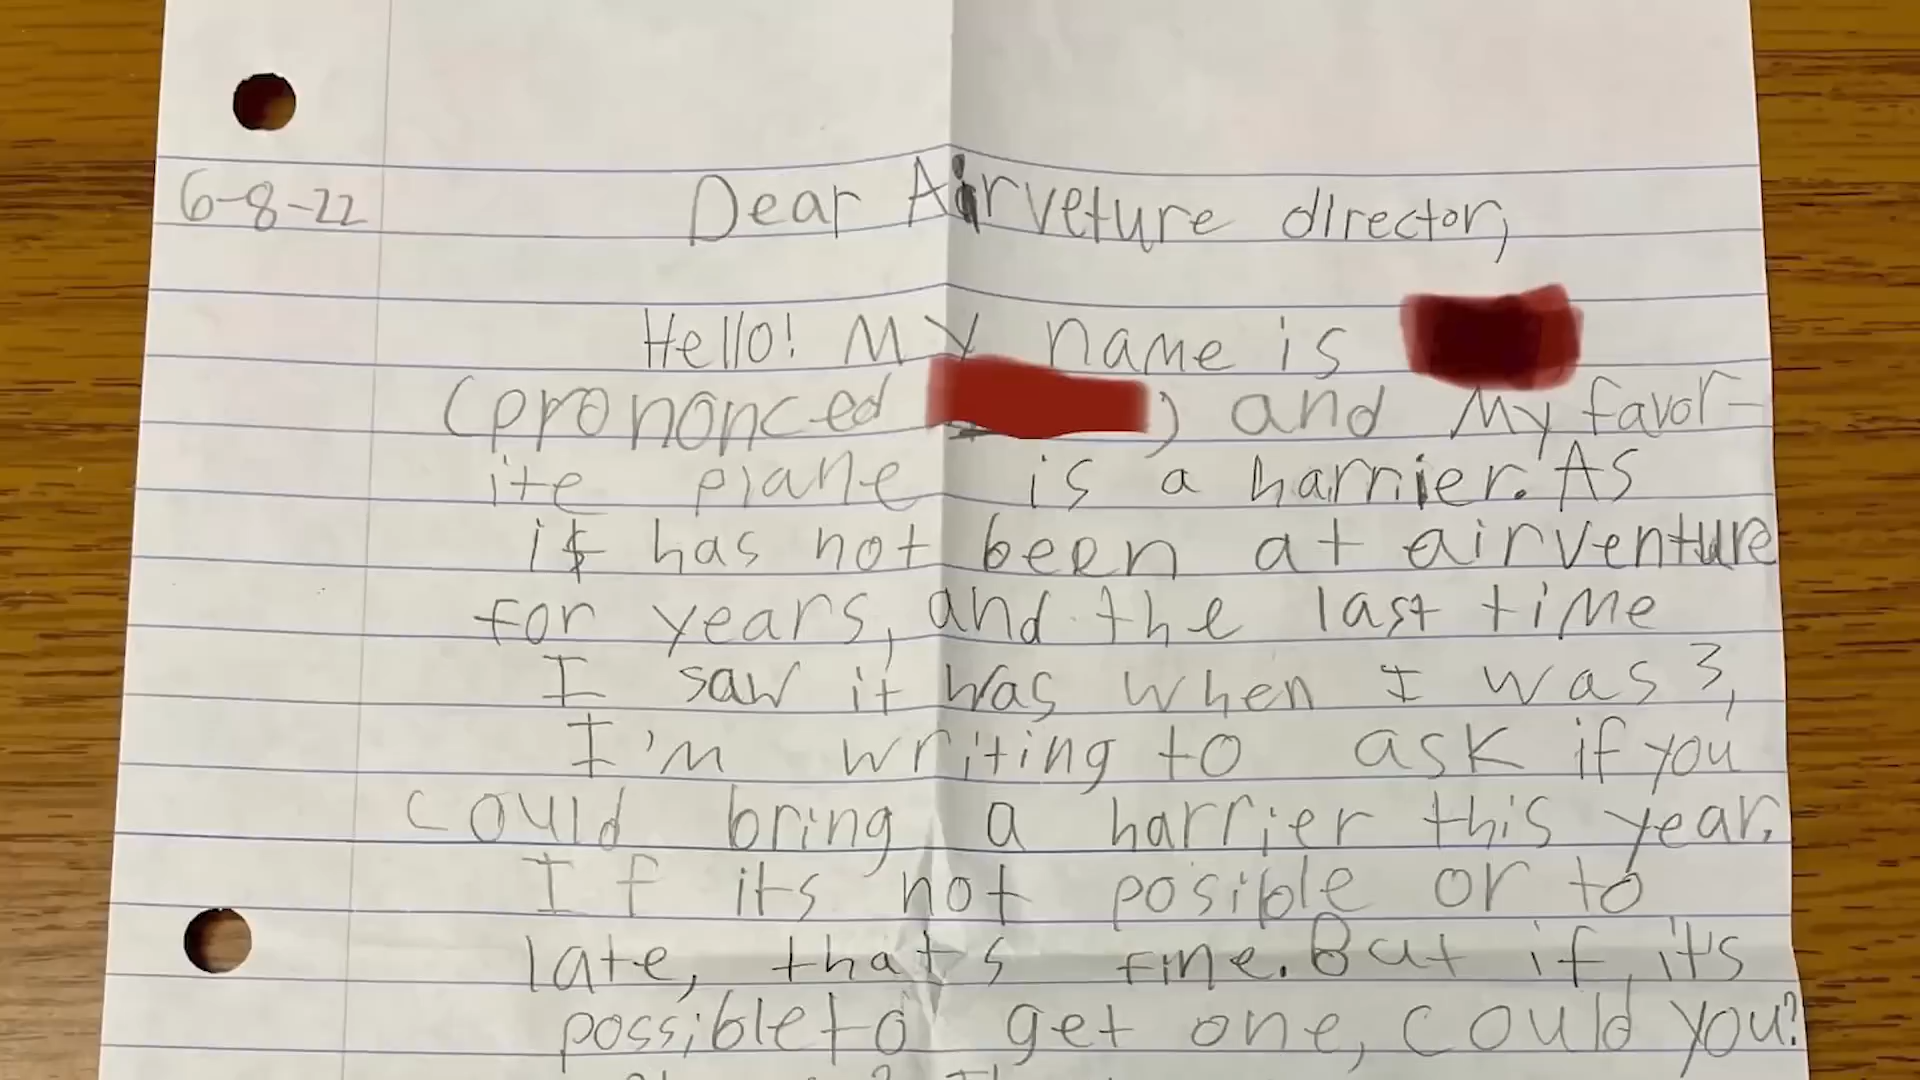 6-8-22
Dear Airveture director,
Hello! My name is
(prononced ) and My favor-
ite plane is a harrier. As
it has not been at airventure
for years, and the last time
I saw it was when I was 3,
I'm writing to ask if you
could bring a harrier this year.
If its not posible or to
late, that's fine. But if it's
possible to get one, could you?